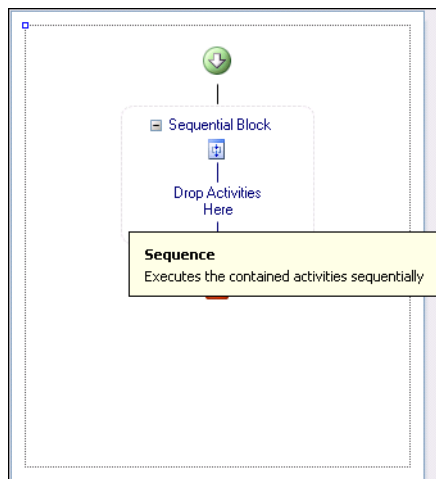 Sequential Block
Drop Activities
Here
Sequence
Executes the contained activities sequentially